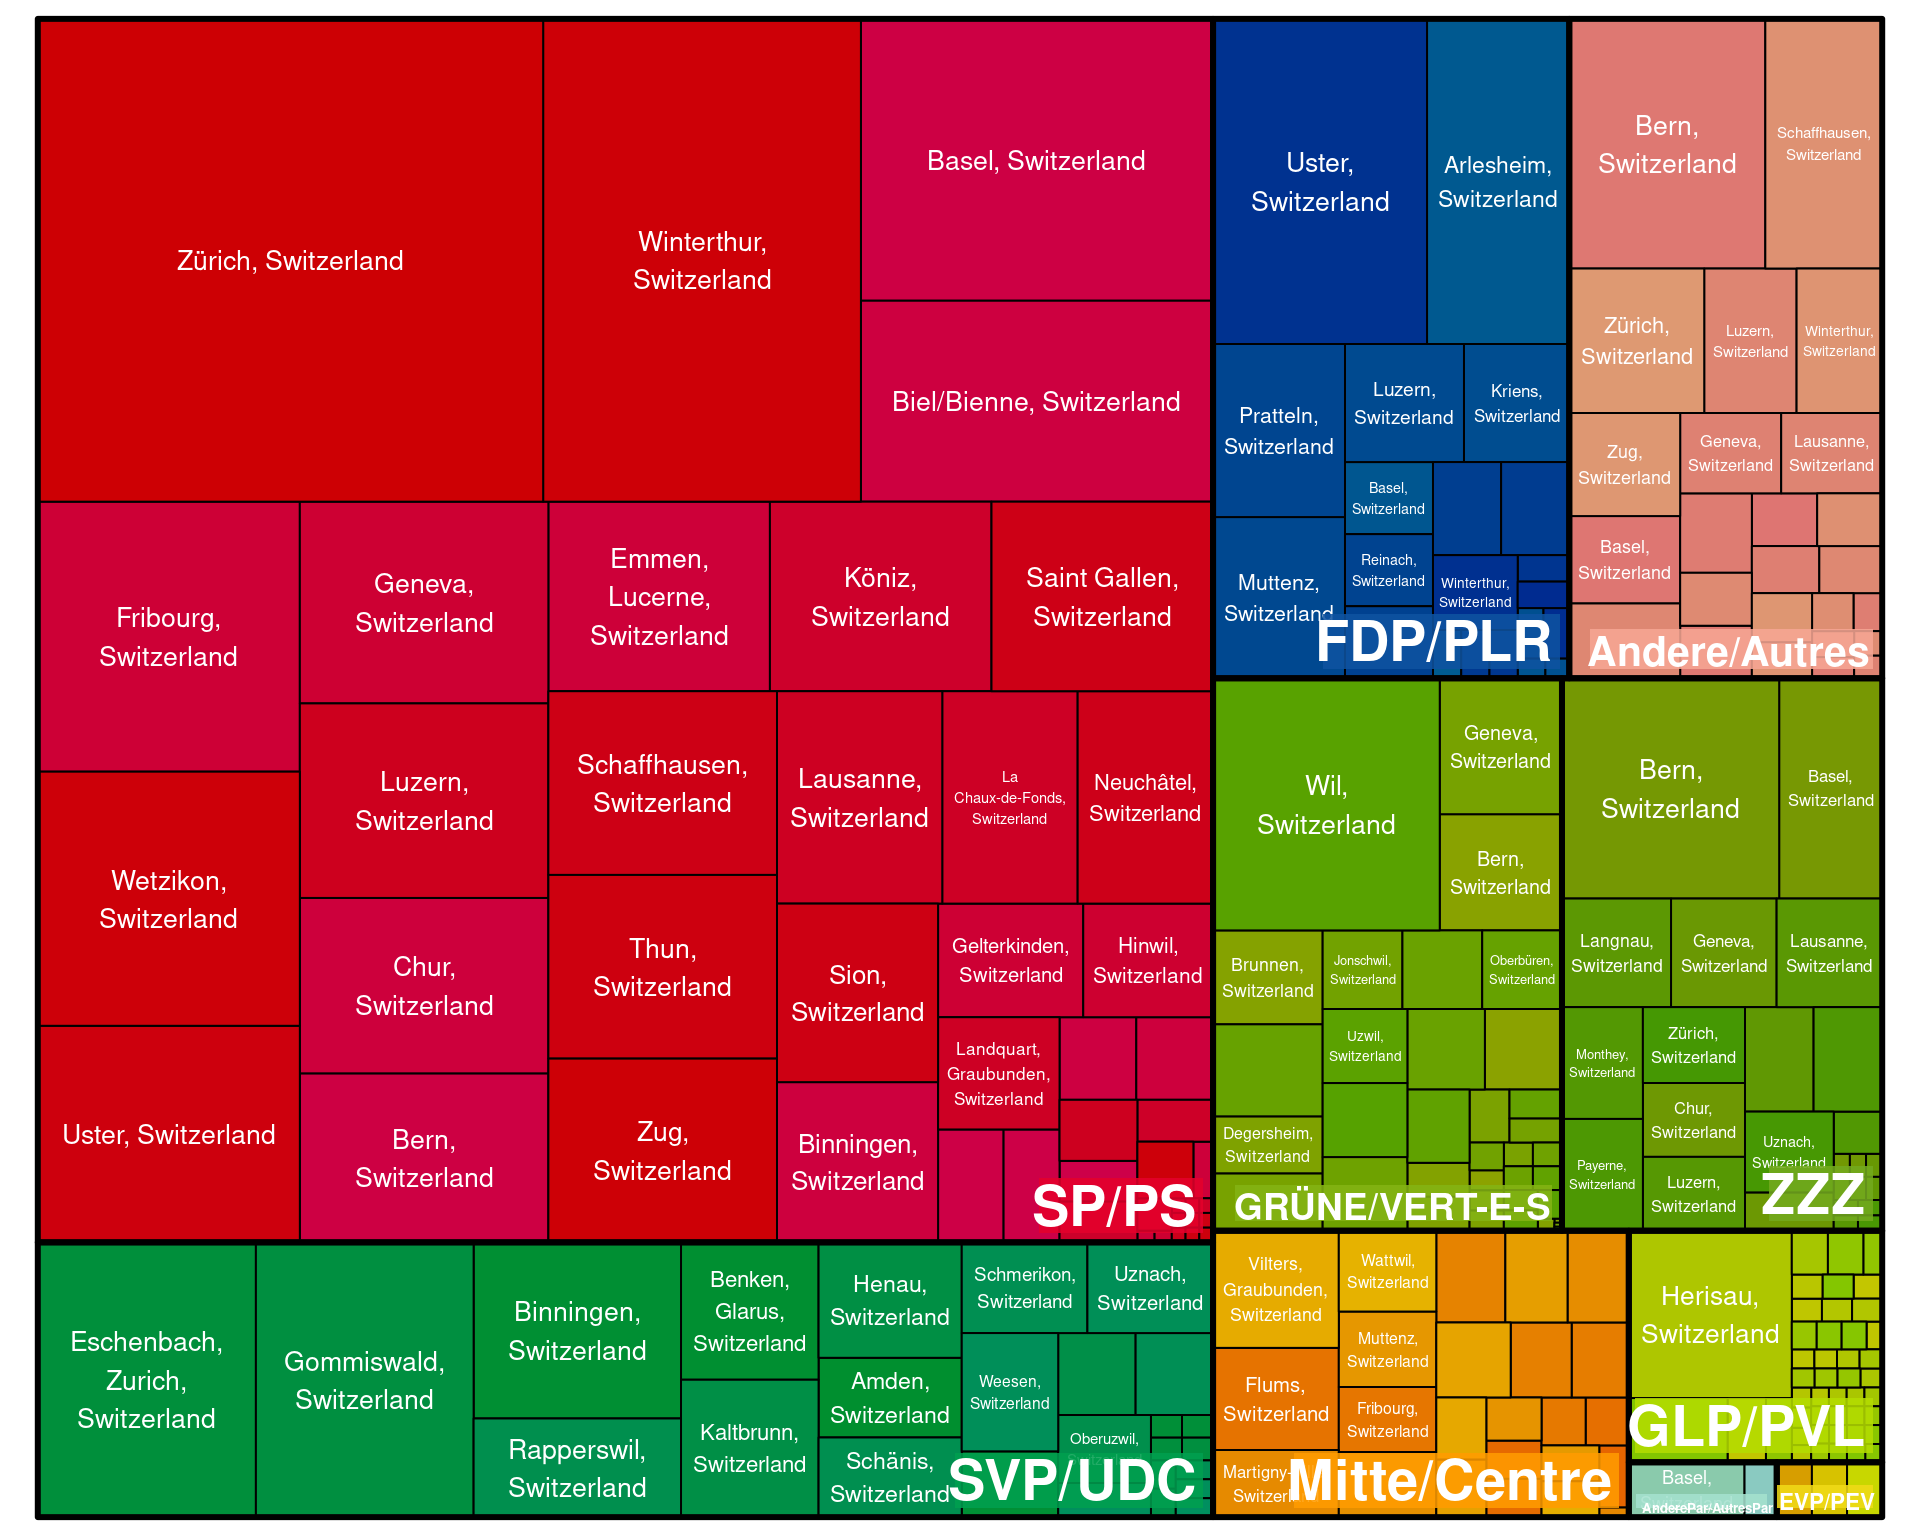 Zürich, Switzerland
Winterthur,
Switzerland
Basel, Switzerland
Biel/Bienne, Switzerland
Fribourg,
Switzerland
Geneva,
Switzerland
Emmen,
Lucerne,
Switzerland
Köniz,
Switzerland
Saint Gallen,
Switzerland
Wetzikon,
Switzerland
Luzern,
Switzerland
Schaffhausen,
Switzerland
Lausanne,
Switzerland
La
Chaux-de-Fonds,
Switzerland
Neuchâtel,
Switzerland
Chur,
Switzerland
Thun,
Switzerland
Sion,
Switzerland
Gelterkinden,
Switzerland
Hinwil,
Switzerland
Landquart,
Graubunden,
Switzerland
Uster, Switzerland
Bern,
Switzerland
Zug,
Switzerland
Binningen,
Switzerland
SP/PS
Eschenbach,
Zurich,
Switzerland
Gommiswald,
Switzerland
Binningen,
Switzerland
Rapperswil,
Switzerland
Benken,
Glarus,
Switzerland
Kaltbrunn,
Switzerland
Henau,
Switzerland
Amden,
Switzerland
Schänis,
Switzerland
Schmerikon,
Switzerland
Uznach,
Switzerland
Weesen,
Switzerland
Oberuzwil,
SVP/UDC
Uster,
Switzerland
Arlesheim,
Switzerland
Pratteln,
Switzerland
Luzern,
Switzerland
Kriens,
Switzerland
Basel,
Switzerland
Muttenz,
Switzerland
Reinach,
Switzerland
Winterthur,
Switzerland
FDP/PLR
Bern,
Switzerland
Schaffhausen,
Switzerland
Zürich,
Switzerland
Luzern,
Switzerland
Winterthur,
Switzerland
Zug,
Switzerland
Geneva,
Switzerland
Lausanne,
Switzerland
Basel,
Switzerland
Andere/Autres
Wil,
Switzerland
Geneva,
Switzerland
Bern,
Switzerland
Brunnen,
Switzerland
Jonschwil,
Switzerland
Oberbüren,
Switzerland
Uzwil,
Switzerland
Degersheim,
Switzerland
GRÜNE/VERT-E-S
Bern,
Switzerland
Basel,
Switzerland
Langnau,
Switzerland
Geneva,
Switzerland
Lausanne,
Switzerland
Monthey,
Switzerland
Zürich,
Switzerland
Chur,
Switzerland
Payerne,
Switzerland
Luzern,
Switzerland
Uznach,
Switzerland
ZZZ
Vilters,
Graubunden,
Switzerland
Wattwil,
Switzerland
Muttenz,
Switzerland
Flums,
Switzerland
Fribourg,
Switzerland
Martigny-
Mitte/Centre
Herisau,
Switzerland
GLP/PVL
Basel,
AnderePar/AutresPar
EVP/PEV